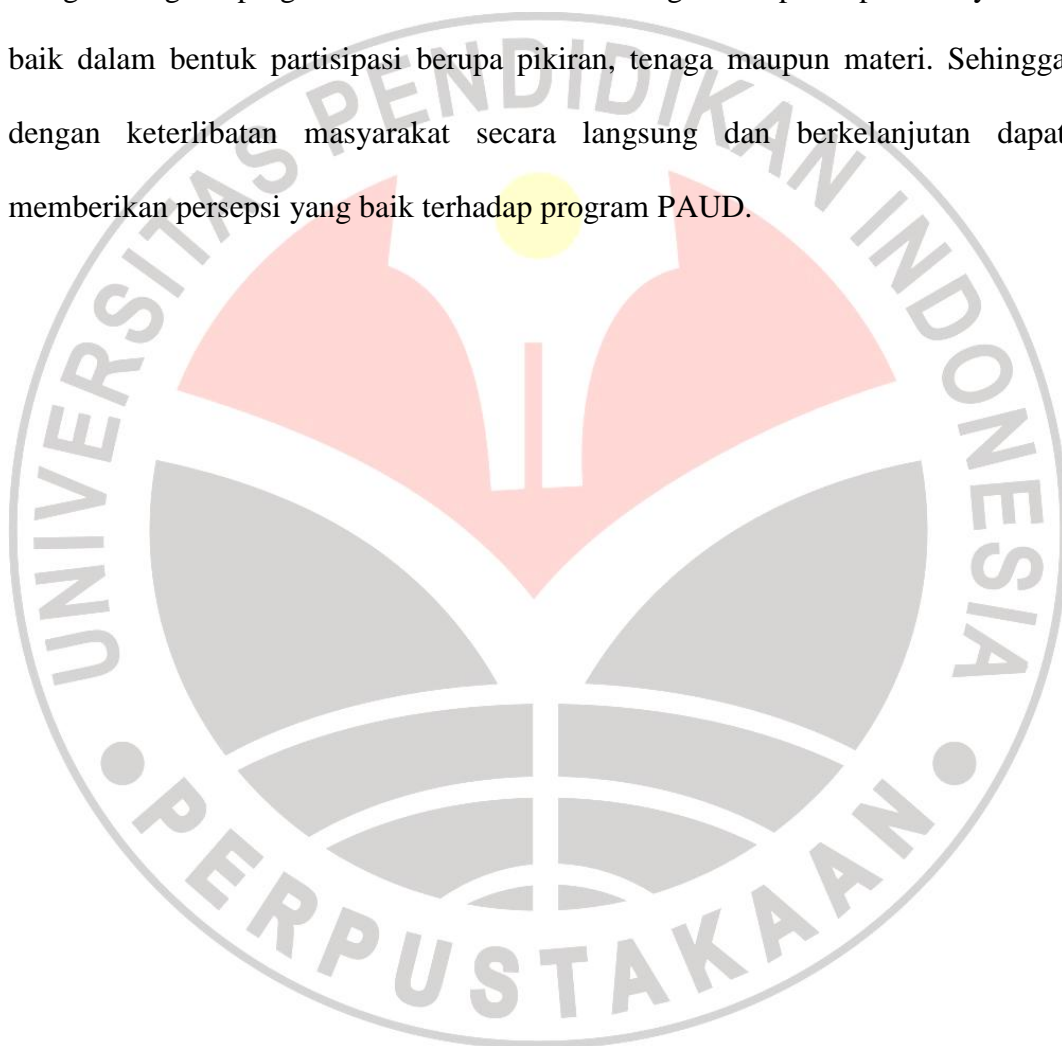 baik dalam bentuk partisipasi berupa pikiran, tenaga maupun materi. Sehingga
dengan keterlibatan masyarakat secara langsung dan berkelanjutan dapat
memberikan persepsi yang baik terhadap program PAUD.
UNIVERSITAS PENDIDIKAN INDONESIA
PERPUSTAKAAN